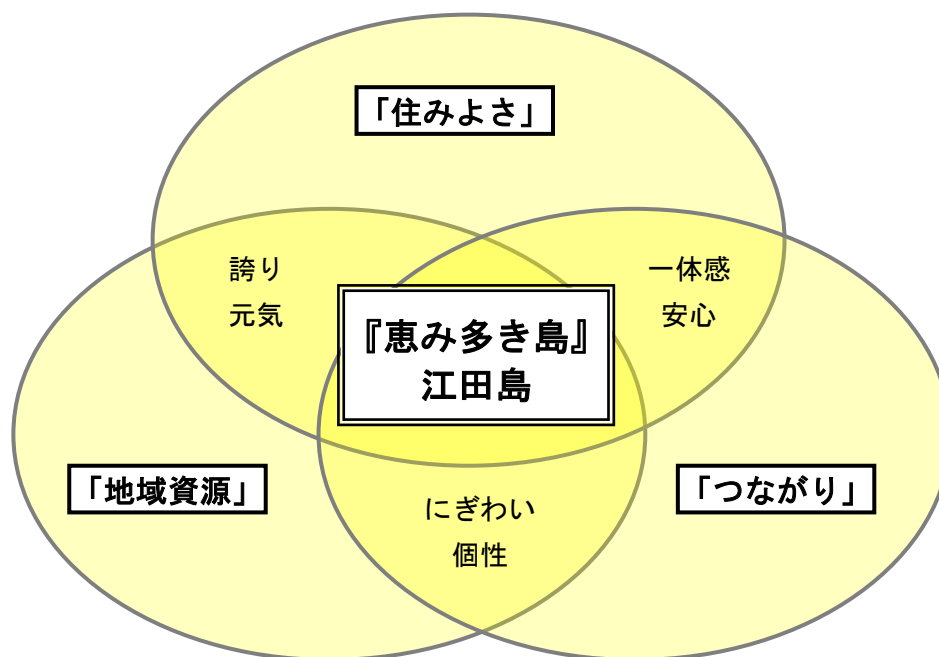 「住みよさ」
誇り
元気
一体感
安心
『恵み多き島』
江田島
「地域資源」
「つながり」
にぎわい
個性